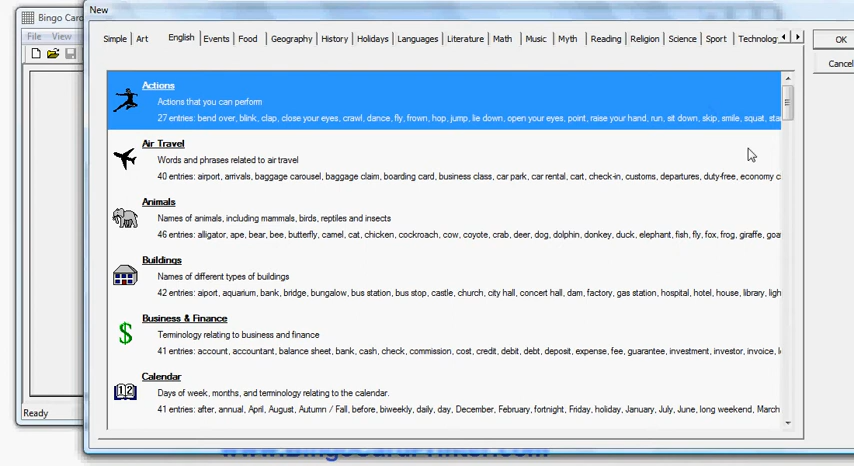 Bingo Card
New
File View
Simple Art English Events Food Geography History Holidays Languages Literature Math Music Myth Reading Religion Science Sport Technology
OK
Cancel
Actions
Actions that you can perform
27 entries: bend over, blink, clap, close your eyes, crawl, dance, fly, frown, hop, jump, lie down, open your eyes, point, raise your hand, run, sit down, skip, smile, squat, sta
Air Travel
Words and phrases related to air travel
40 entries: airport, arrivals, baggage carousel, baggage claim, boarding card, business class, car park, car rental, cart, check-in, customs, departures, duty-free, economy c
Animals
Names of animals, including mammals, birds, reptiles and insects
46 entries: alligator, ape, bear, bee, butterfly, camel, cat, chicken, cockroach, cow, coyote, crab, deer, dog, dolphin, donkey, duck, elephant, fish, fly, fox, frog, giraffe, goa
Buildings
Names of different types of buildings
42 entries: aiport, aquarium, bank, bridge, bungalow, bus station, bus stop, castle, church, city hall, concert hall, dam, factory, gas station, hospital, hotel, house, library, ligh
$
Business & Finance
Terminology relating to business and finance
41 entries: account, accountant, balance sheet, bank, cash, check, commission, cost, credit, debit, debt, deposit, expense, fee, guarantee, investment, investor, invoice, l
12
Calendar
Days of week, months, and terminology relating to the calendar.
41 entries: after, annual, April, August, Autumn / Fall, before, biweekly, daily, day, December, February, fortnight, Friday, holiday, January, July, June, long weekend, March
Ready
www.BingoCardPrinter.com